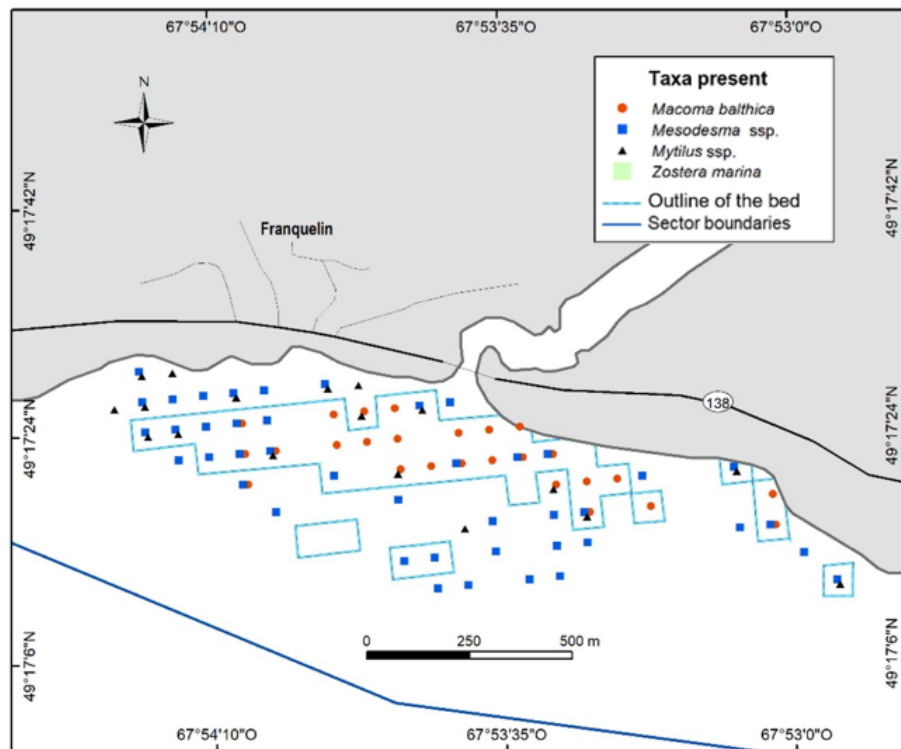 67°54'10"O 67°53'35"O 67°53'0"O
N
Taxa present
Macoma balthica
Mesodesma ssp.
Mytilus ssp.
Zostera marina
Outline of the bed
Sector boundaries
49°17'42"N 49°17'42"N
Franquelin
138
49°17'24"N 49°17'24"N
0 250 500 m
49°17'6"N 49°17'6"N
67°54'10"O 67°53'35"O 67°53'0"O